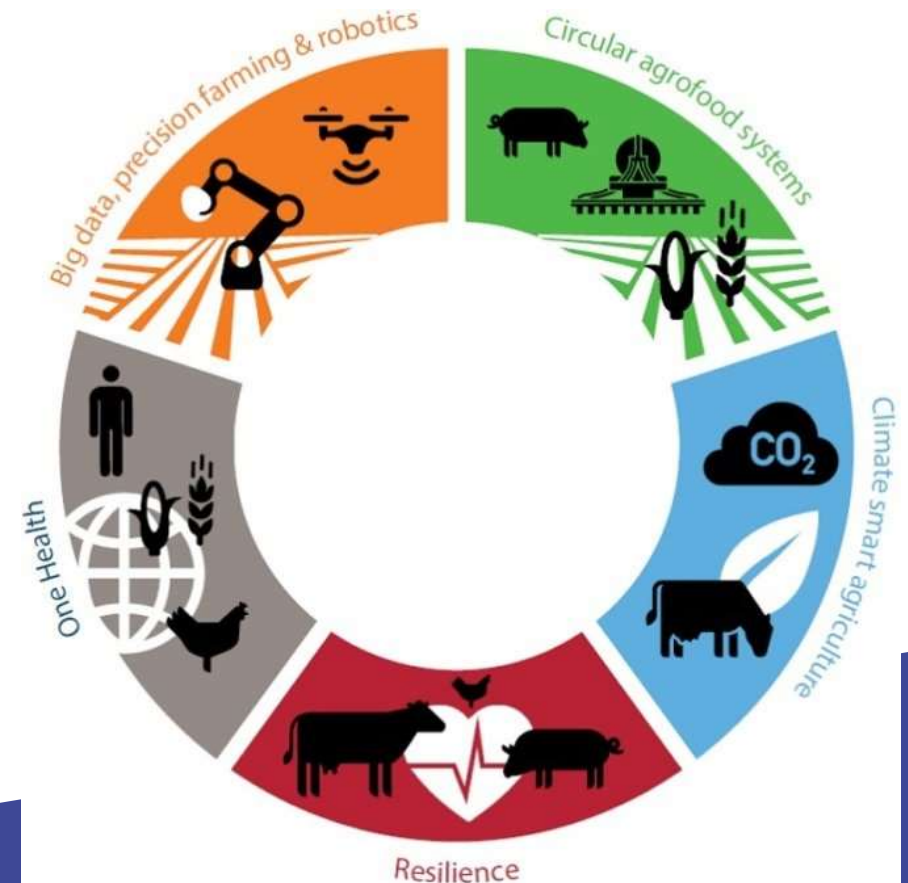 Big data, precision farming & robotics
Circular agrofood systems
CO₂
Climate smart agriculture
One Health
Resilience